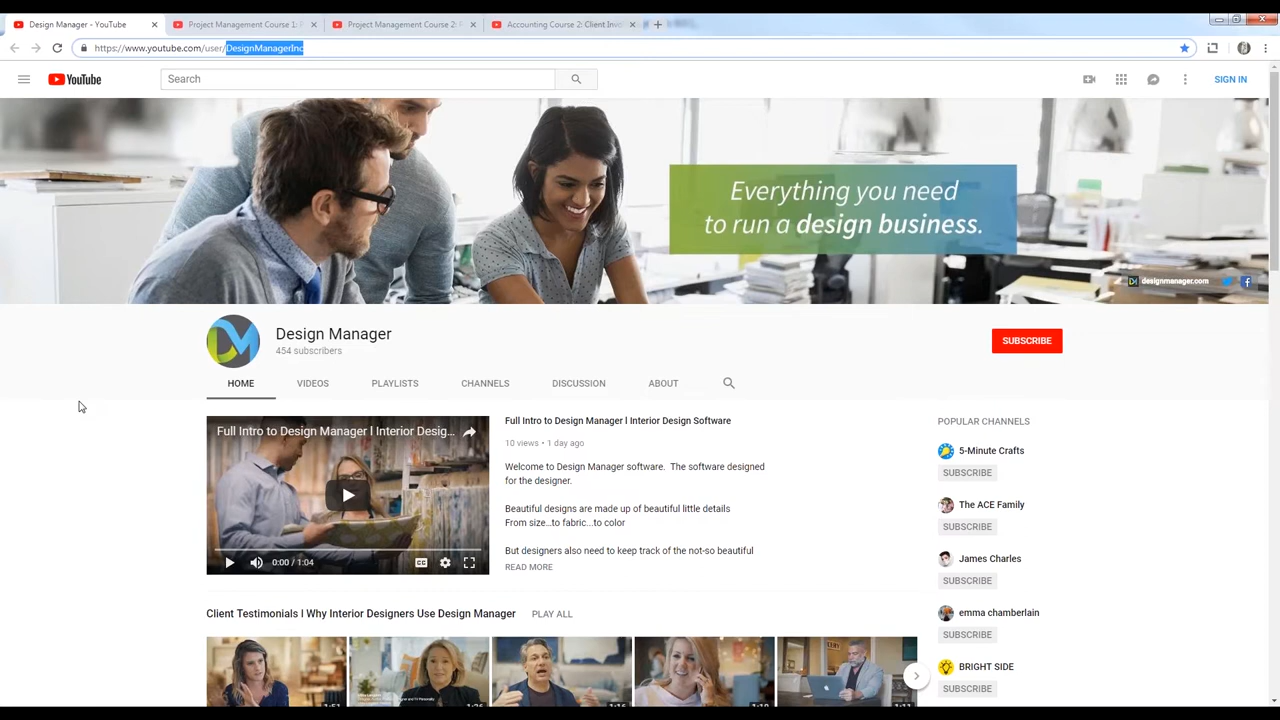 Design Manager - YouTube
Project Management Course 1:
Project Management Course 2:
Accounting Course 2: Client Invoi
https://www.youtube.com/user/DesignManagerInc
YouTube
Search
SIGN IN
Everything you need
to run a design business.
designmanager.com
Design Manager
454 subscribers
SUBSCRIBE
HOME
VIDEOS
PLAYLISTS
CHANNELS
DISCUSSION
ABOUT
Full Intro to Design Manager l Interior Desig...
0:00 / 1:04
Full Intro to Design Manager l Interior Design Software
10 views • 1 day ago
Welcome to Design Manager software. The software designed
for the designer.
Beautiful designs are made up of beautiful little details
From size...to fabric...to color
But designers also need to keep track of the not-so beautiful
READ MORE
POPULAR CHANNELS
5-Minute Crafts
SUBSCRIBE
The ACE Family
SUBSCRIBE
James Charles
SUBSCRIBE
emma chamberlain
SUBSCRIBE
BRIGHT SIDE
SUBSCRIBE
Client Testimonials l Why Interior Designers Use Design Manager
PLAY ALL